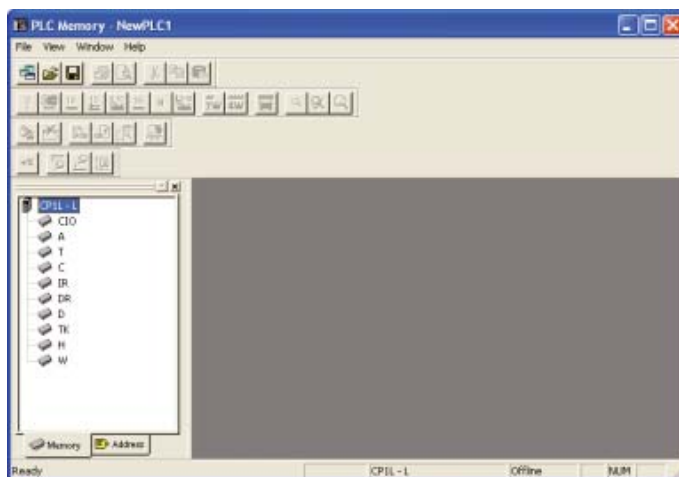 PLC Memory - NewPLC1
File View Window Help
CP1L - L
CIO
A
T
C
IR
DR
D
TK
H
W
Memory Address
Ready CP1L - L Offline NUM